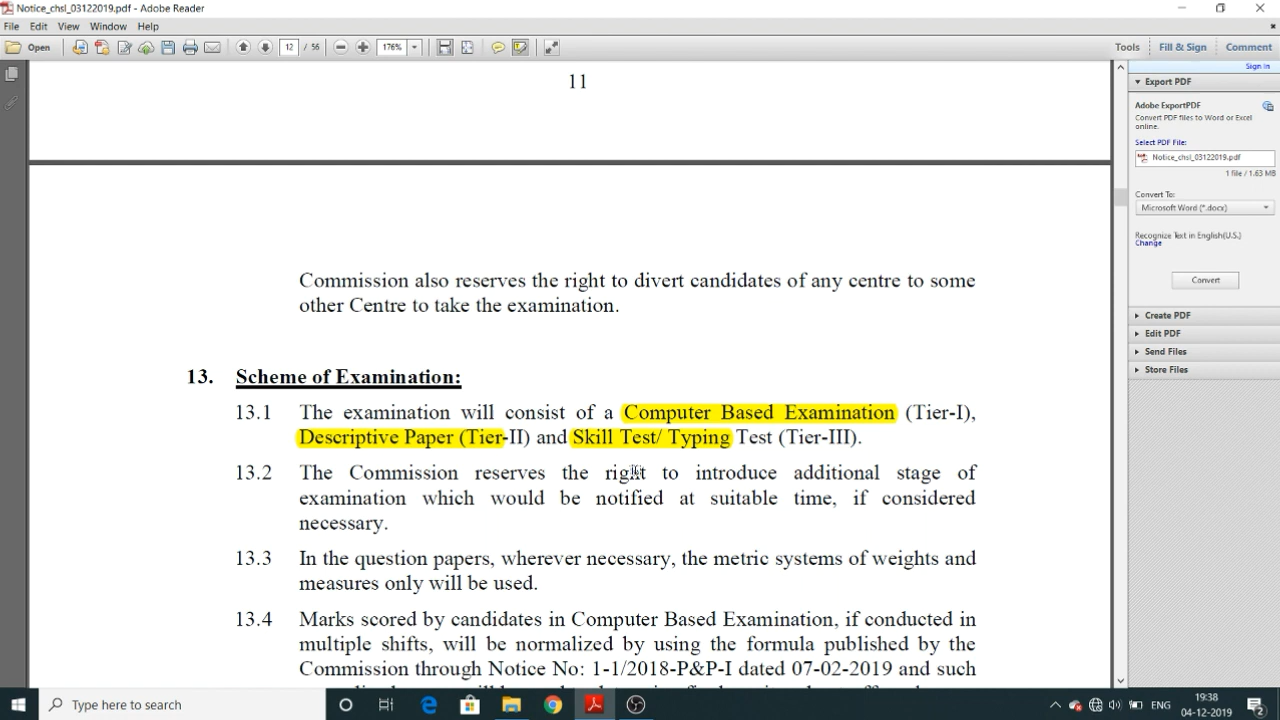 Notice_chsl_03122019.pdf - Adobe Reader
File Edit View Window Help
Open 12 / 56 176% Tools Fill & Sign Comment
Sign In
11
Export PDF
Adobe ExportPDF
Convert PDF files to Word or Excel
online.
Select PDF File:
Notice_chsl_03122019.pdf
1 file / 1.63 MB
Convert To:
Microsoft Word (*.docx)
Recognize Text in English(U.S.)
Change
Convert
Create PDF
Edit PDF
Send Files
Store Files
Commission also reserves the right to divert candidates of any centre to some
other Centre to take the examination.
13. Scheme of Examination:
13.1 The examination will consist of a Computer Based Examination (Tier-I),
Descriptive Paper (Tier-II) and Skill Test/ Typing Test (Tier-III).
13.2 The Commission reserves the right to introduce additional stage of
examination which would be notified at suitable time, if considered
necessary.
13.3 In the question papers, wherever necessary, the metric systems of weights and
measures only will be used.
13.4 Marks scored by candidates in Computer Based Examination, if conducted in
multiple shifts, will be normalized by using the formula published by the
Commission through Notice No: 1-1/2018-P&P-I dated 07-02-2019 and such
Type here to search
ENG
19:38
04-12-2019
2